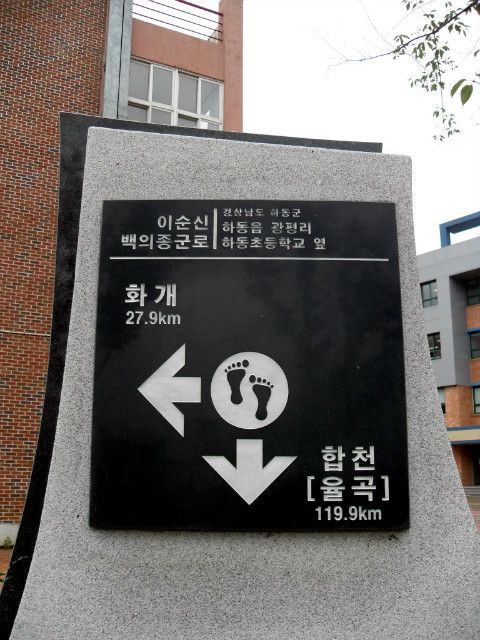 이순신
백의종군로
경상남도 하동군
하동읍 광평리
하동초등학교 옆
화개
27.9km
합천
[율곡]
119.9km